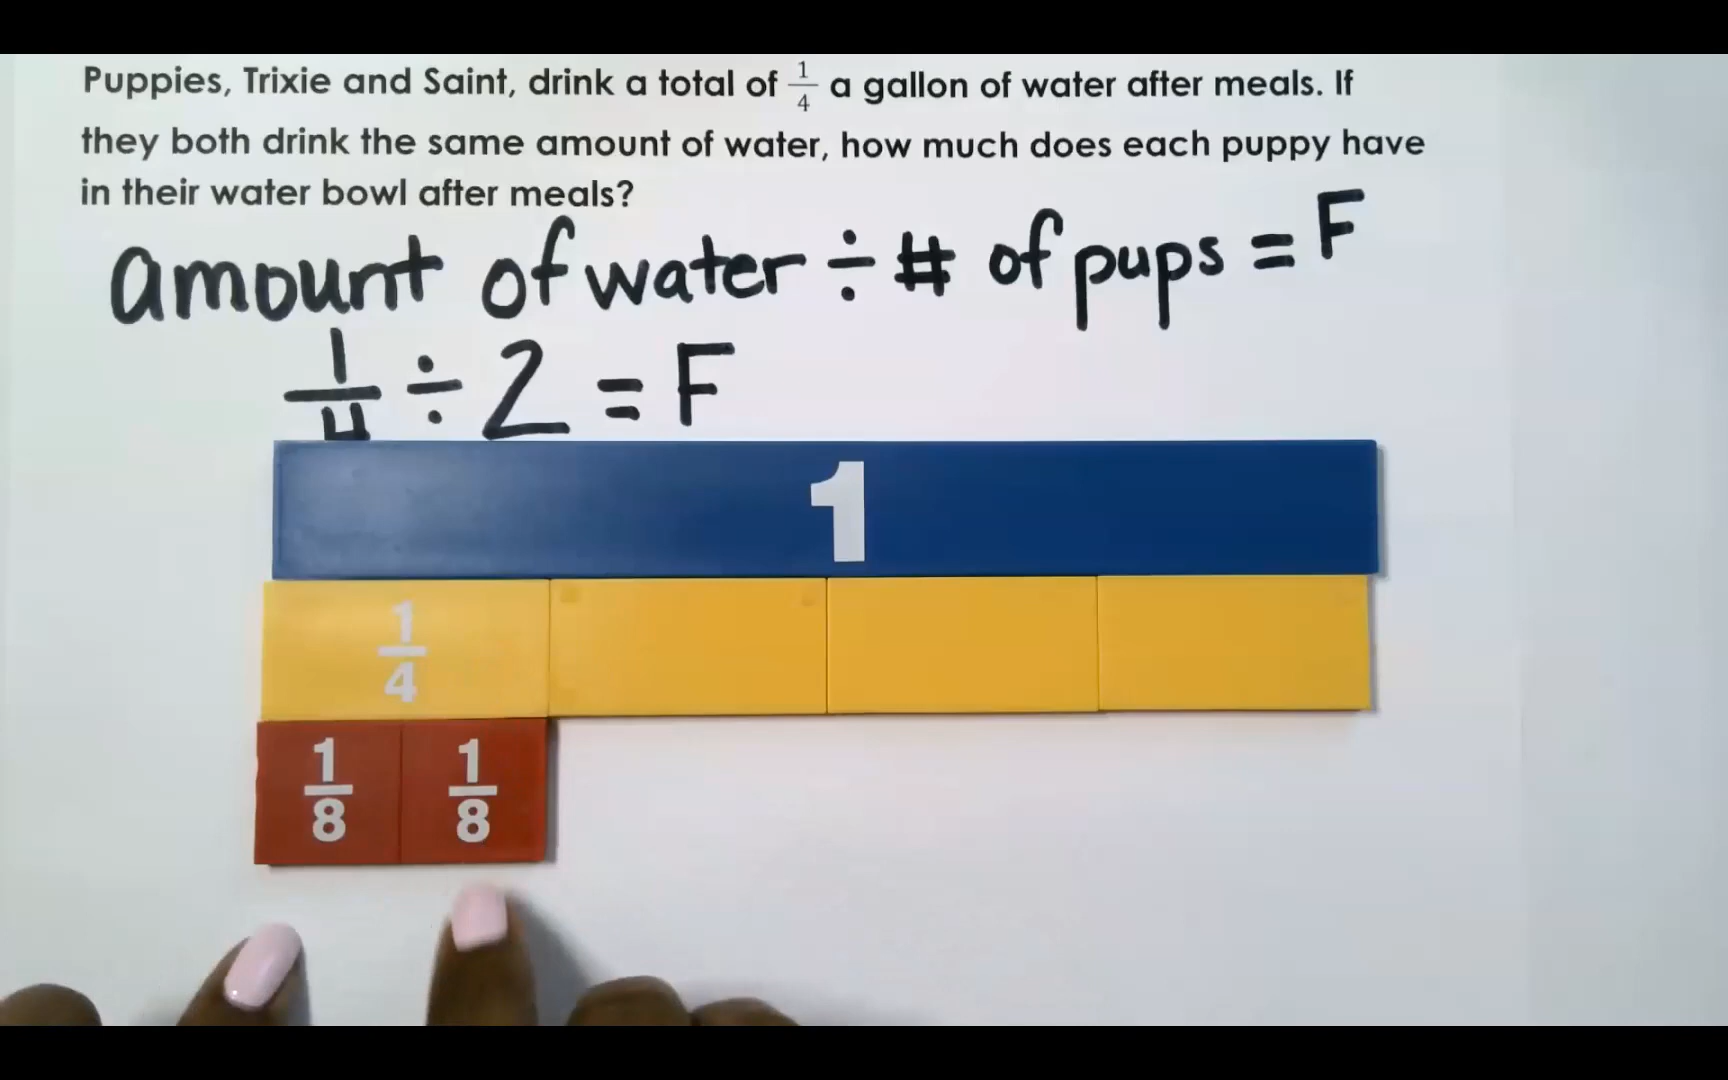 Puppies, Trixie and Saint, drink a total of 1/4 a gallon of water after meals. If
they both drink the same amount of water, how much does each puppy have
in their water bowl after meals?
amount of water ÷ # of pups = F
1/4 ÷ 2 = F
1
1/4
1/8 1/8